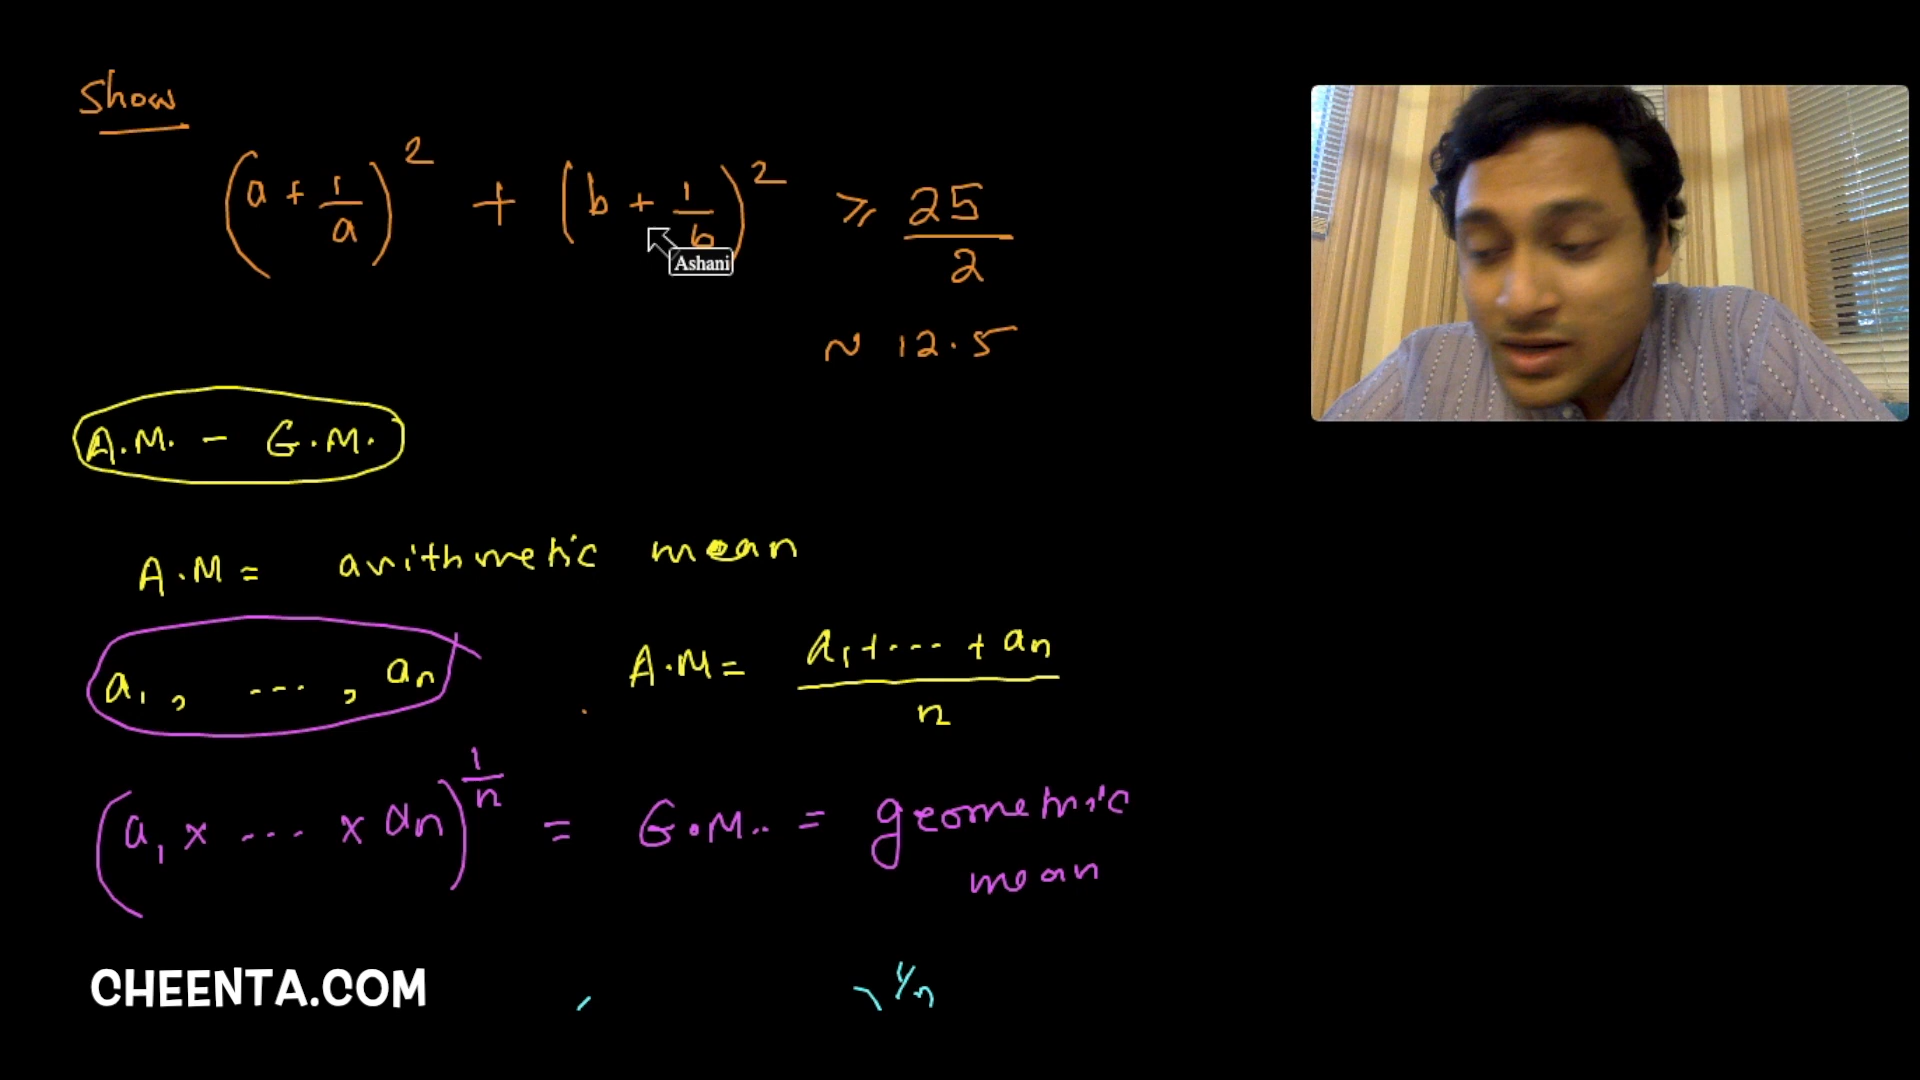 Show
(a + 1/a)² + (b + 1/b)² ≥ 25/2
Ashani
~ 12.5
A.M. - G.M.
A.M = arithmetic mean
a₁, ..., aₙ
A.M = (a₁ + ... + aₙ)/n
(a₁ x ... x aₙ)^(1/n) = G.M.. = geometric mean
CHEENTA.COM
) 1/n